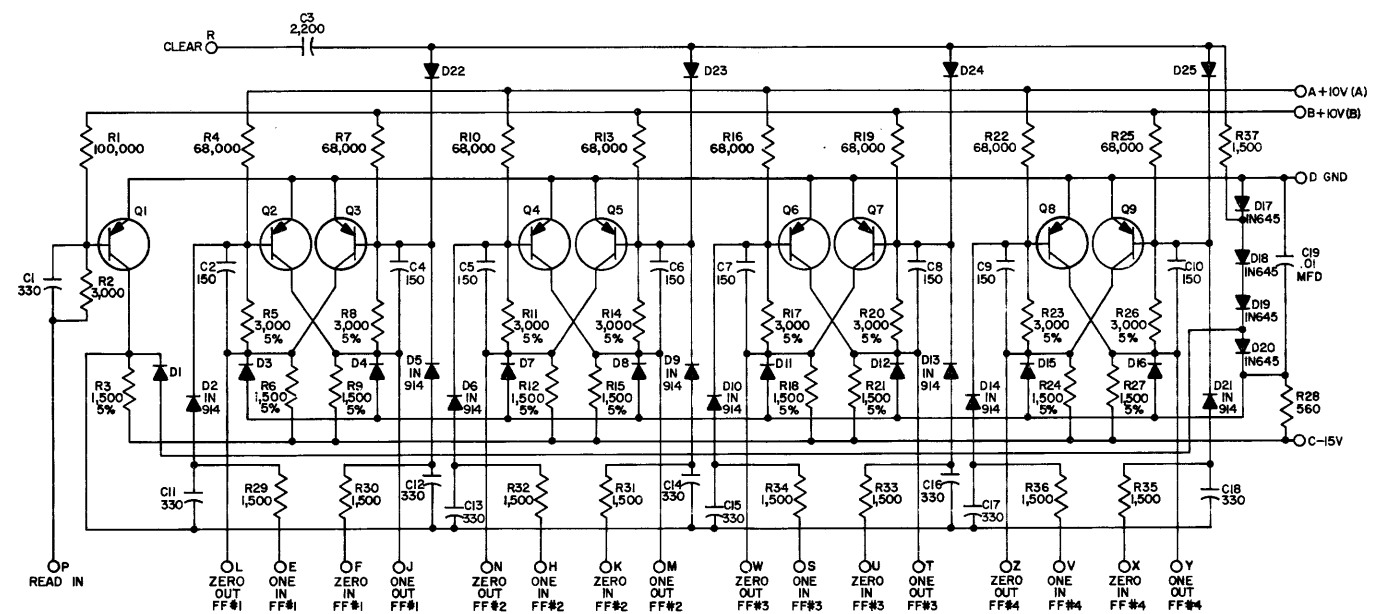 C3
2,200
R
CLEAR
D22
D23
D24
D25
A+10V(A)
B+10V(B)
R1
100,000
R4
68,000
R7
68,000
R10
68,000
R13
68,000
R16
68,000
R19
68,000
R22
68,000
R25
68,000
R37
1,500
D GND
Q1
Q2
Q3
Q4
Q5
Q6
Q7
Q8
Q9
D17
IN645
D18
IN645
D19
IN645
D20
IN645
C19
.01
MFD
C1
330
R2
3,000
C2
150
C4
150
C5
150
C6
150
C7
150
C8
150
C9
150
C10
150
R5
3,000
5%
R8
3,000
5%
R11
3,000
5%
R14
3,000
5%
R17
3,000
5%
R20
3,000
5%
R23
3,000
5%
R26
3,000
5%
R3
1,500
5%
D1
D2
IN
914
D3
R6
1,500
5%
R9
1,500
5%
D4
D5
IN
914
D6
IN
914
D7
R12
1,500
5%
R15
1,500
5%
D8
D9
IN
914
D10
IN
914
D11
R18
1,500
5%
R21
1,500
5%
D12
D13
IN
914
D14
IN
914
D15
R24
1,500
5%
R27
1,500
5%
D16
D21
IN
914
R28
560
C-15V
C11
330
R29
1,500
R30
1,500
C12
330
C13
330
R32
1,500
R31
1,500
C14
330
C15
330
R34
1,500
R33
1,500
C16
330
C17
330
R36
1,500
R35
1,500
C18
330
P
READ IN
L
ZERO
OUT
FF#1
E
ONE
IN
FF#1
F
ZERO
IN
FF#1
J
ONE
OUT
FF#1
N
ZERO
OUT
FF#2
H
ONE
IN
FF#2
K
ZERO
IN
FF#2
M
ONE
OUT
FF#2
W
ZERO
OUT
FF#3
S
ONE
IN
FF#3
U
ZERO
IN
FF#3
T
ONE
OUT
FF#3
Z
ZERO
OUT
FF#4
V
ONE
IN
FF#4
X
ZERO
IN
FF#4
Y
ONE
OUT
FF#4